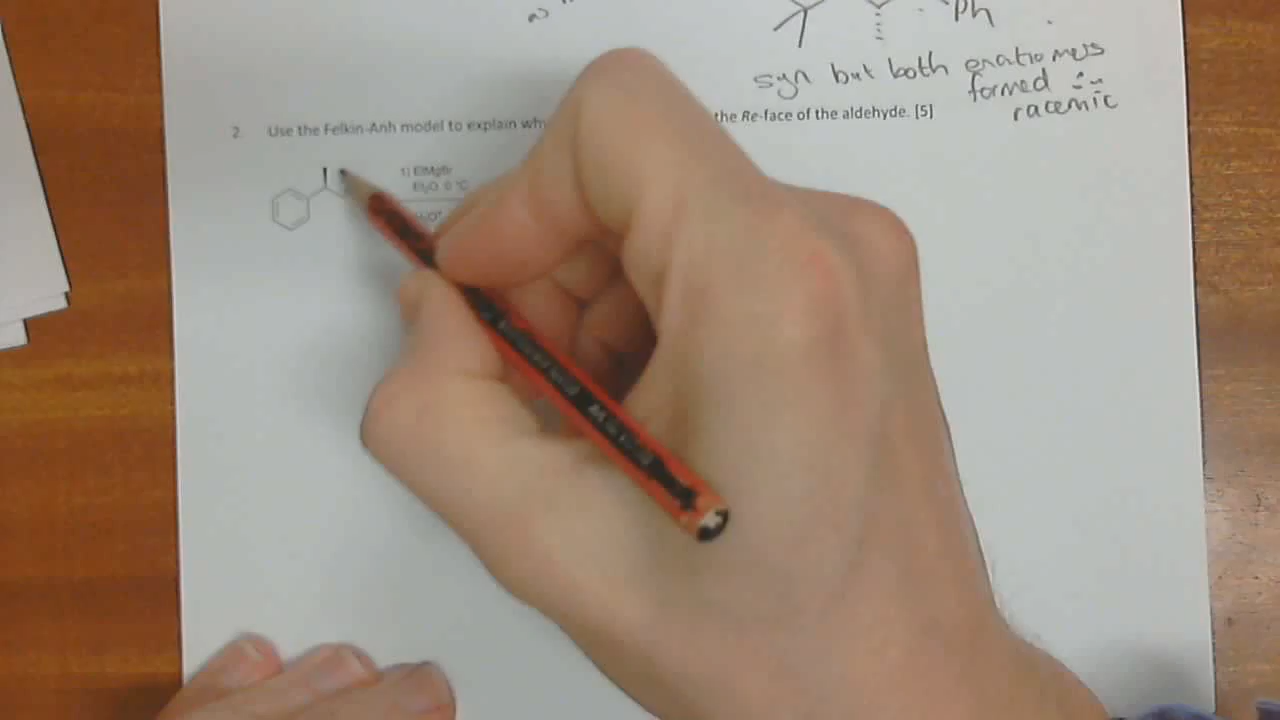 Ph
syn but both enatiomers
formed ∴
racemic
2. Use the Felkin-Anh model to explain why the Re-face of the aldehyde. [5]
1) EtMgBr
Et₂O, 0 °C